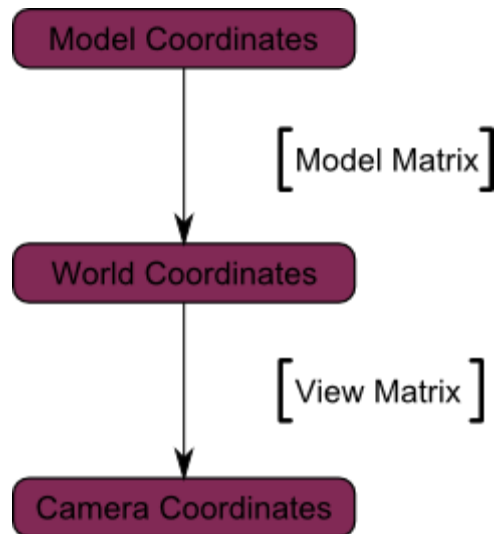 Model Coordinates
[Model Matrix]
World Coordinates
[View Matrix]
Camera Coordinates